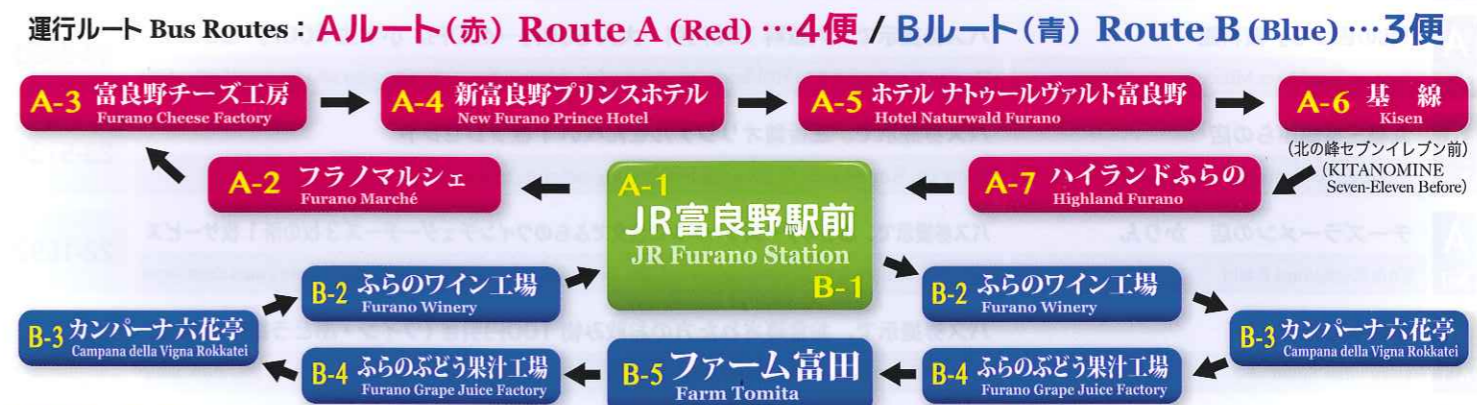 運行ルート Bus Routes : Aルート(赤) Route A (Red) …4便 / Bルート(青) Route B (Blue) …3便
A-3 富良野チーズ工房
Furano Cheese Factory
A-4 新富良野プリンスホテル
New Furano Prince Hotel
A-5 ホテル ナトゥールヴァルト富良野
Hotel Naturwald Furano
A-6 基 線
Kisen
(北の峰セブンイレブン前)
(KITANOMINE
Seven-Eleven Before)
A-2 フラノマルシェ
Furano Marché
A-1
JR富良野駅前
JR Furano Station
B-1
A-7 ハイランドふらの
Highland Furano
B-2 ふらのワイン工場
Furano Winery
B-2 ふらのワイン工場
Furano Winery
B-3 カンパーナ六花亭
Campana della Vigna Rokkatei
B-3 カンパーナ六花亭
Campana della Vigna Rokkatei
B-4 ふらのぶどう果汁工場
Furano Grape Juice Factory
B-5 ファーム富田
Farm Tomita
B-4 ふらのぶどう果汁工場
Furano Grape Juice Factory